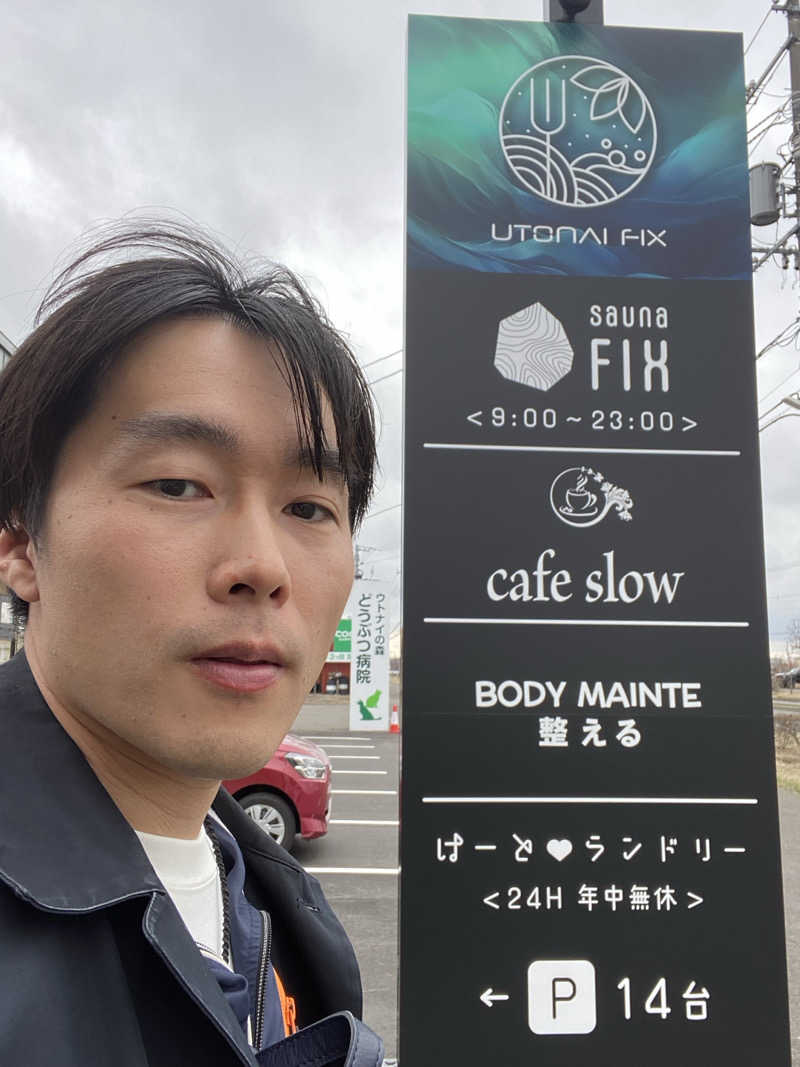 UTONAI FIX
sauna
FIX
<9:00~23:00>
cafe slow
BODY MAINTE
整える
ぱーと♥ランドリー
<24H 年中無休>
← P 14台
ウトナイの森
どうぶつ病院